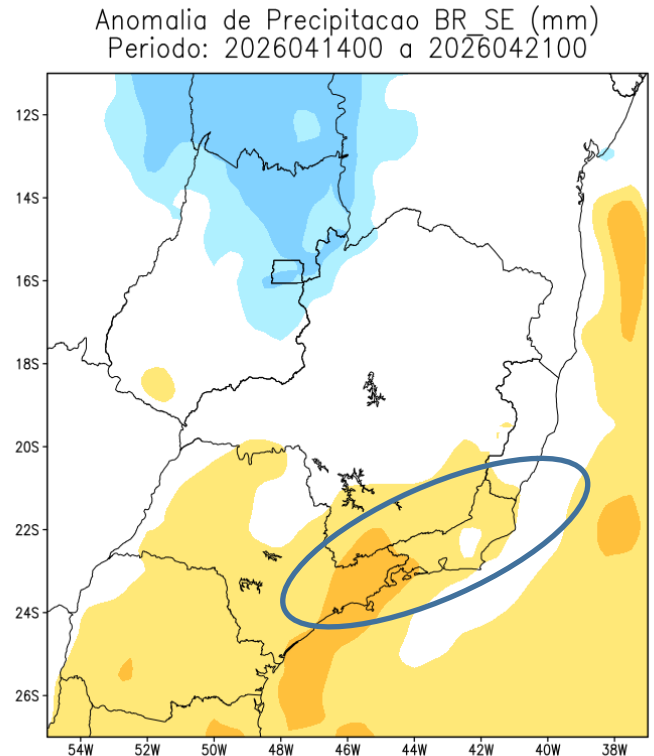 Anomalia de Precipitacao BR_SE (mm)
Periodo: 2026041400 a 2026042100
12S
14S
16S
18S
20S
22S
24S
26S
54W 52W 50W 48W 46W 44W 42W 40W 38W